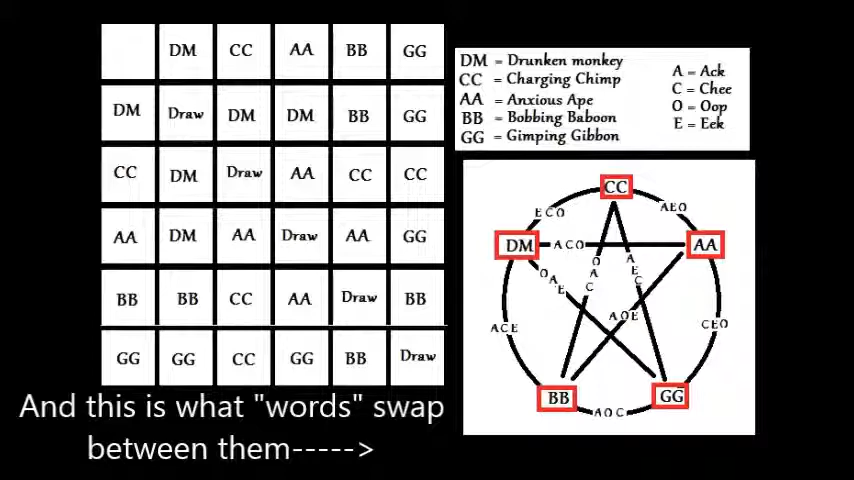 DM CC AA BB GG
DM Draw DM DM BB GG
CC DM Draw AA CC CC
AA DM AA Draw AA GG
BB BB CC AA Draw BB
GG GG CC GG BB Draw
And this is what "words" swap
between them----->
DM = Drunken monkey
CC = Charging Chimp
AA = Anxious Ape
BB = Bobbing Baboon
GG = Gimping Gibbon
A = Ack
C = Chee
O = Oop
E = Eek
CC
ECO AEO
DM ACO AA
OAE OAC AEC
ACE AOE CEO
BB GG
AOC